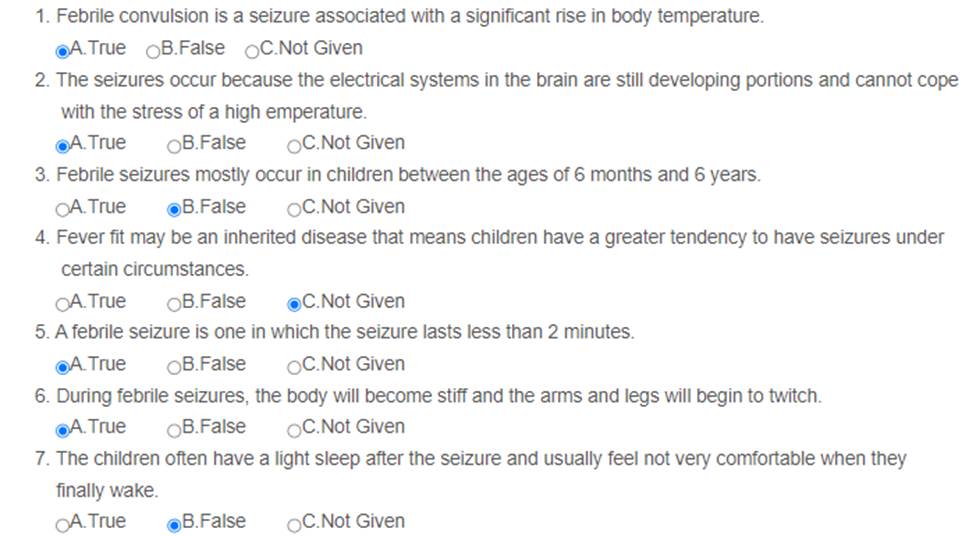 1. Febrile convulsion is a seizure associated with a significant rise in body temperature.
A.True B.False C.Not Given
2. The seizures occur because the electrical systems in the brain are still developing portions and cannot cope
with the stress of a high emperature.
A.True B.False C.Not Given
3. Febrile seizures mostly occur in children between the ages of 6 months and 6 years.
A.True B.False C.Not Given
4. Fever fit may be an inherited disease that means children have a greater tendency to have seizures under
certain circumstances.
A.True B.False C.Not Given
5. A febrile seizure is one in which the seizure lasts less than 2 minutes.
A.True B.False C.Not Given
6. During febrile seizures, the body will become stiff and the arms and legs will begin to twitch.
A.True B.False C.Not Given
7. The children often have a light sleep after the seizure and usually feel not very comfortable when they
finally wake.
A.True B.False C.Not Given